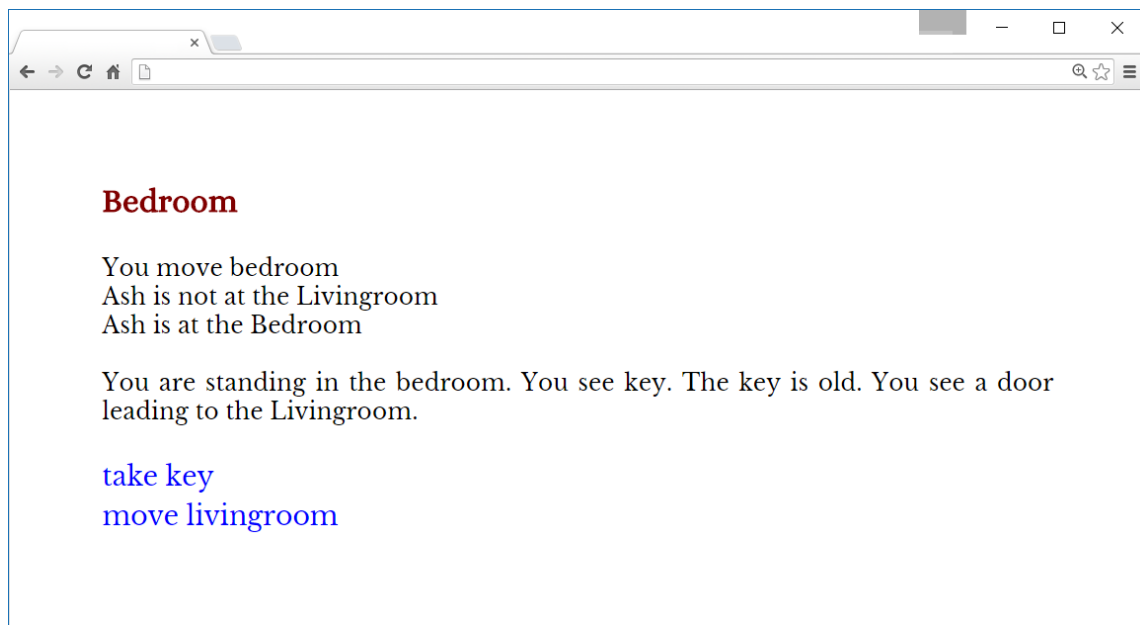 Bedroom
You move bedroom
Ash is not at the Livingroom
Ash is at the Bedroom
You are standing in the bedroom. You see key. The key is old. You see a door
leading to the Livingroom.
take key
move livingroom